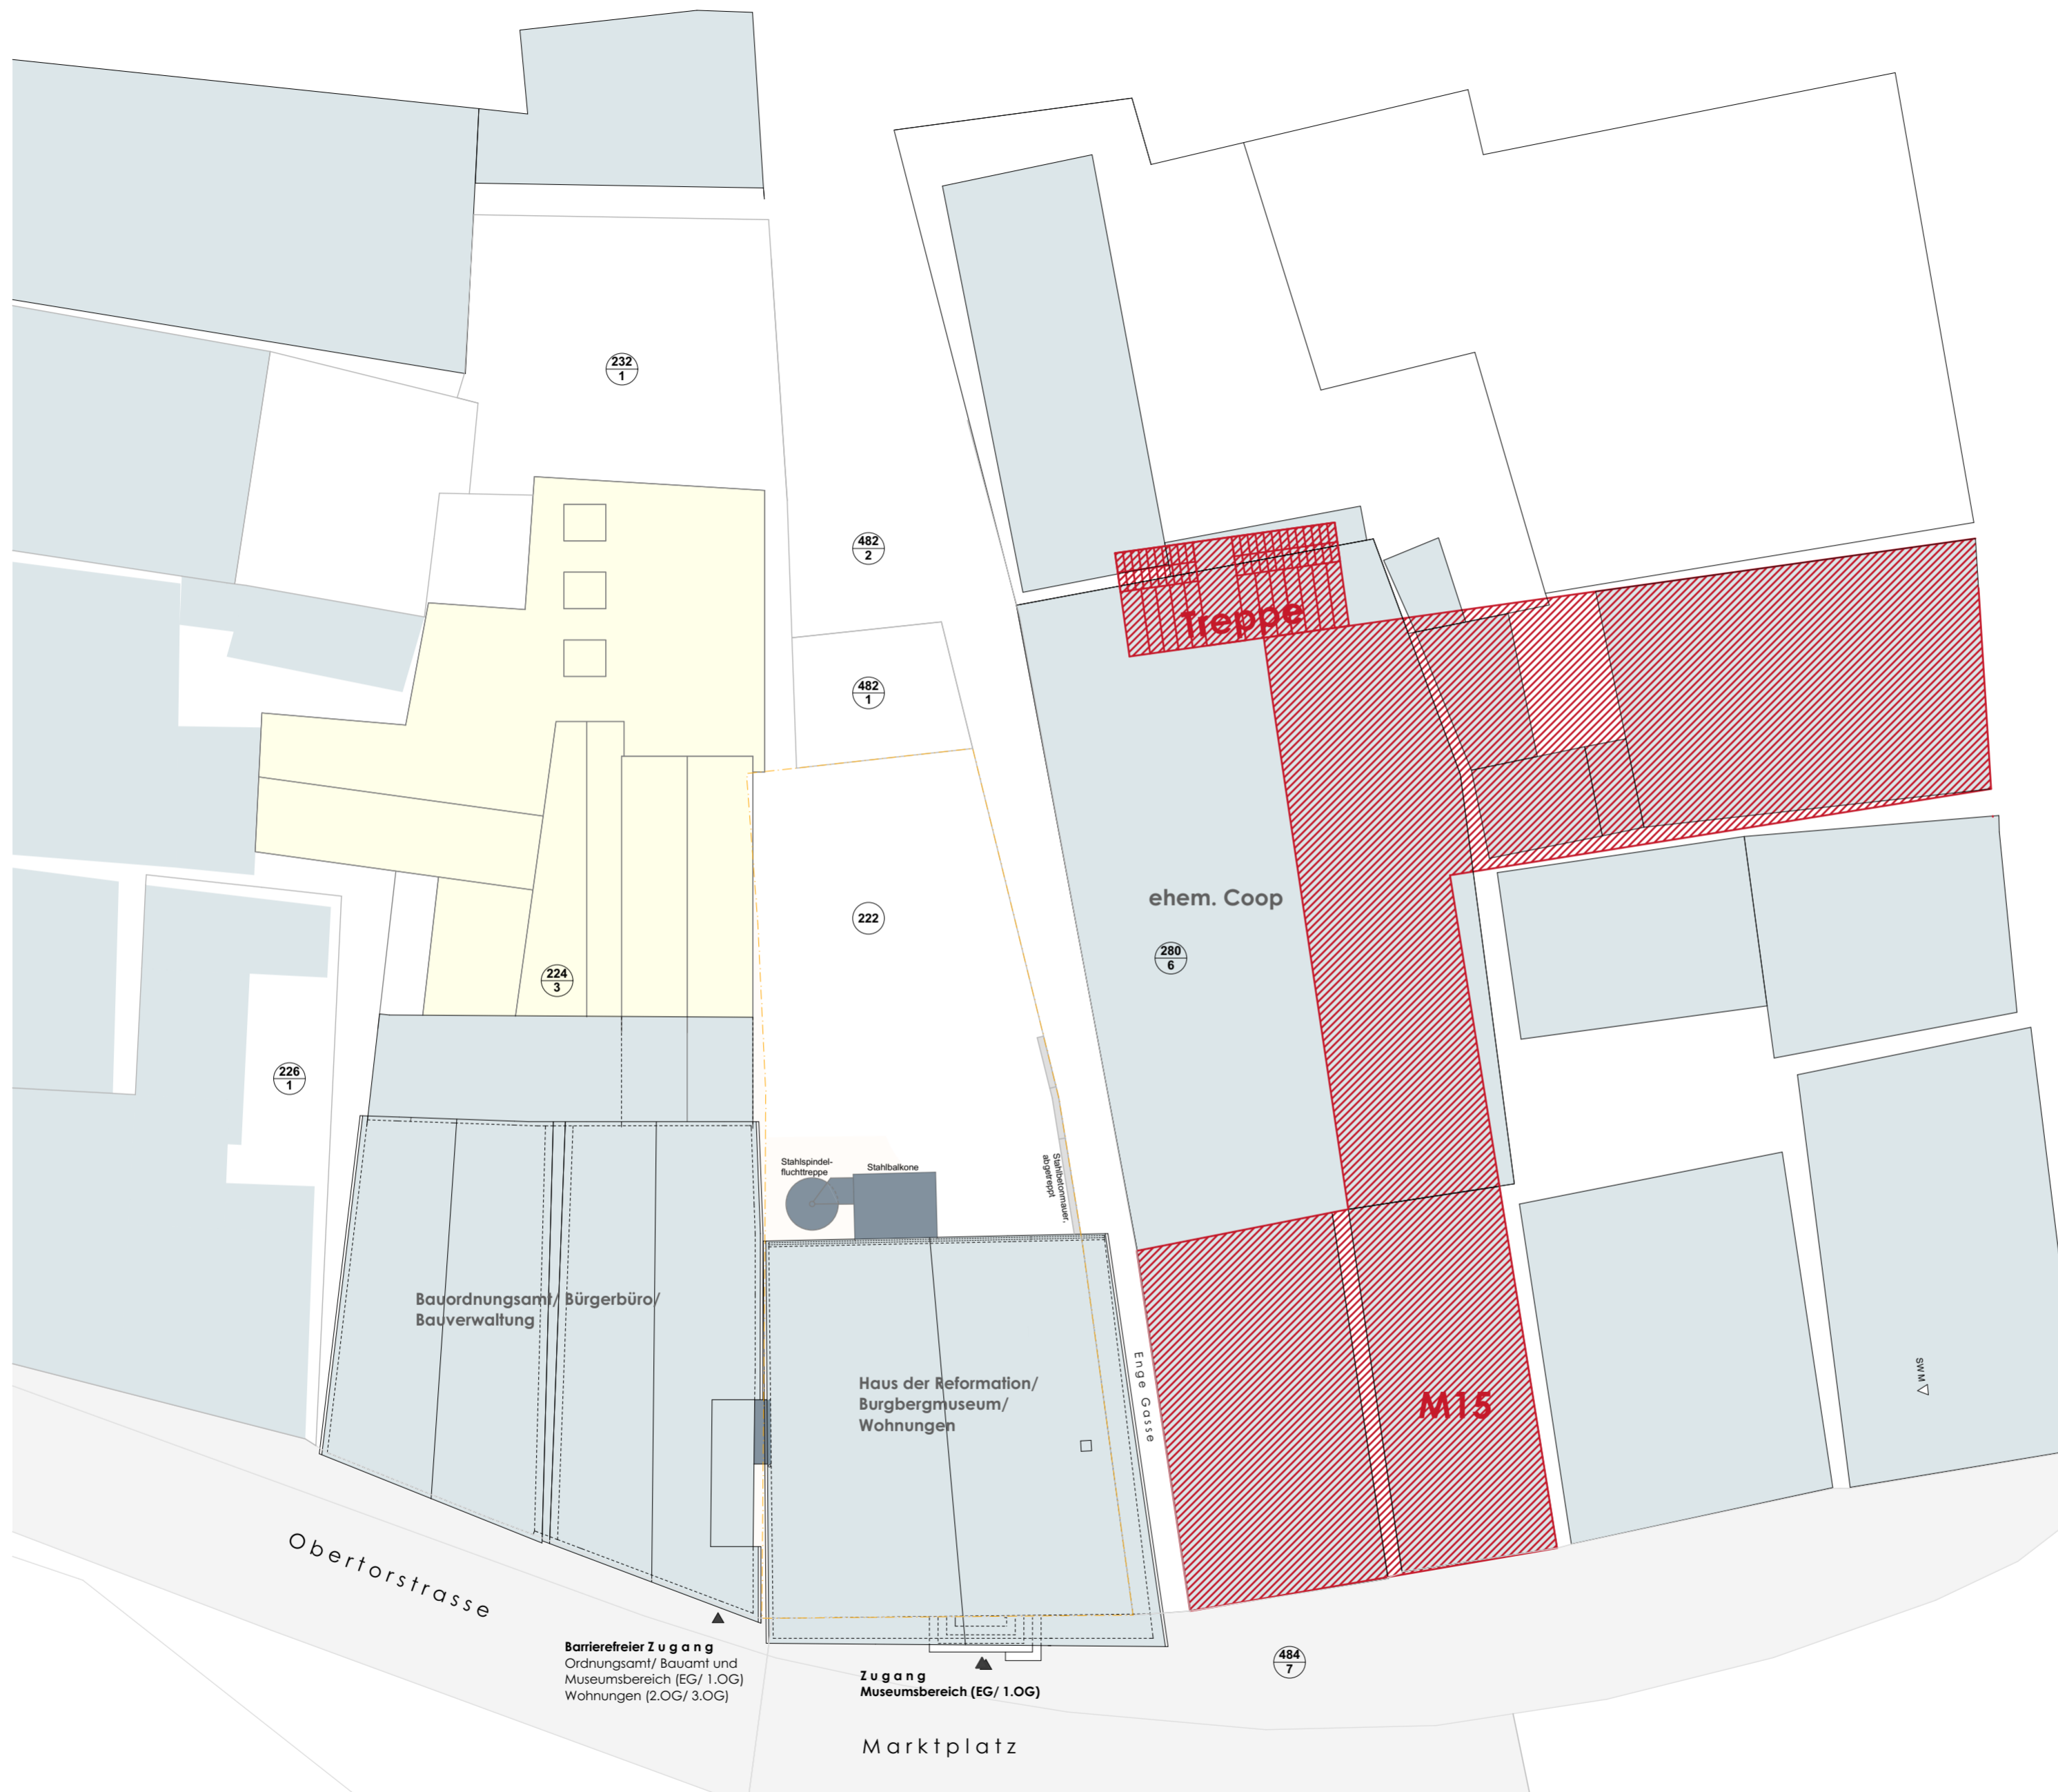 232
1
482
2
Treppe
482
1
ehem. Coop
222
280
6
224
3
226
1
Stahlspindel-
fluchttreppe
Stahlbalkone
Stahlbetonmauer,
abgetreppt
Bauordnungsamt/ Bürgerbüro/
Bauverwaltung
Haus der Reformation/
Burgbergmuseum/
Wohnungen
Enge Gasse
M15
SWM
Obertorstrasse
Barrierefreier Zugang
Ordnungsamt/ Bauamt und
Museumsbereich (EG/ 1.OG)
Wohnungen (2.OG/ 3.OG)
Zugang
Museumsbereich (EG/ 1.OG)
484
7
Marktplatz